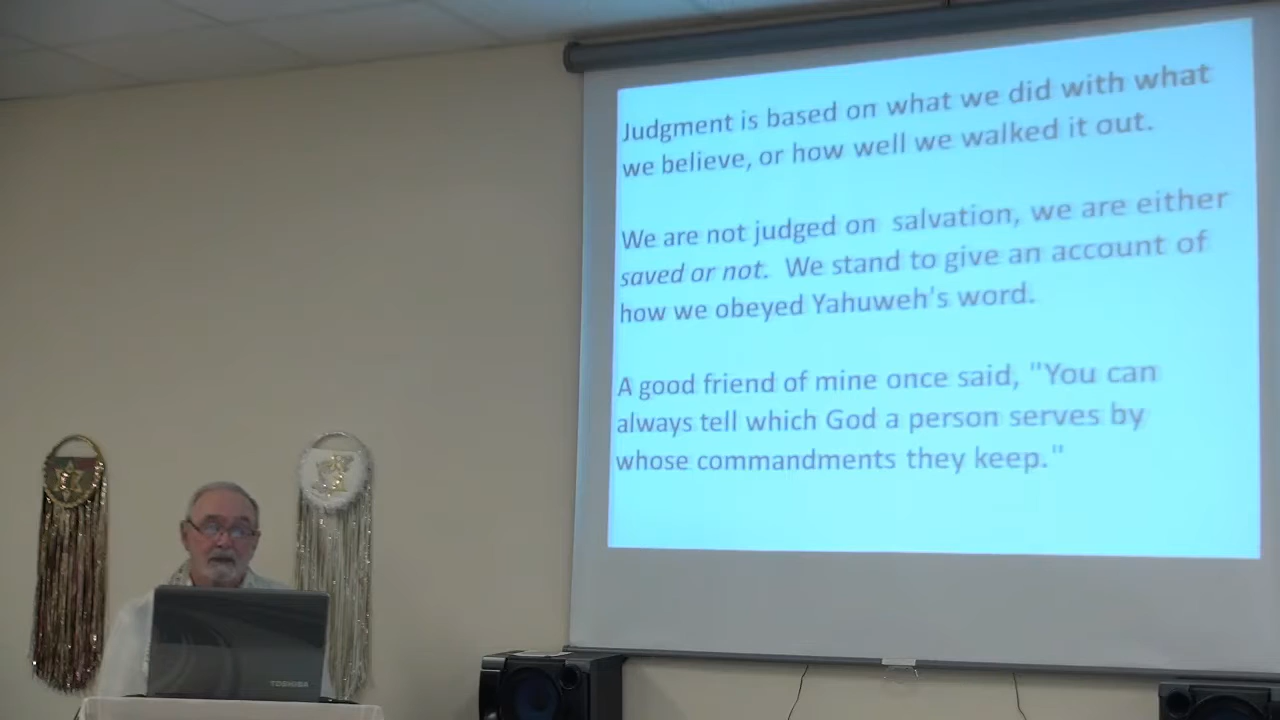 Judgment is based on what we did with what
we believe, or how well we walked it out.
We are not judged on salvation, we are either
saved or not. We stand to give an account of
how we obeyed Yahuweh's word.
A good friend of mine once said, "You can
always tell which God a person serves by
whose commandments they keep."
TOSHIBA